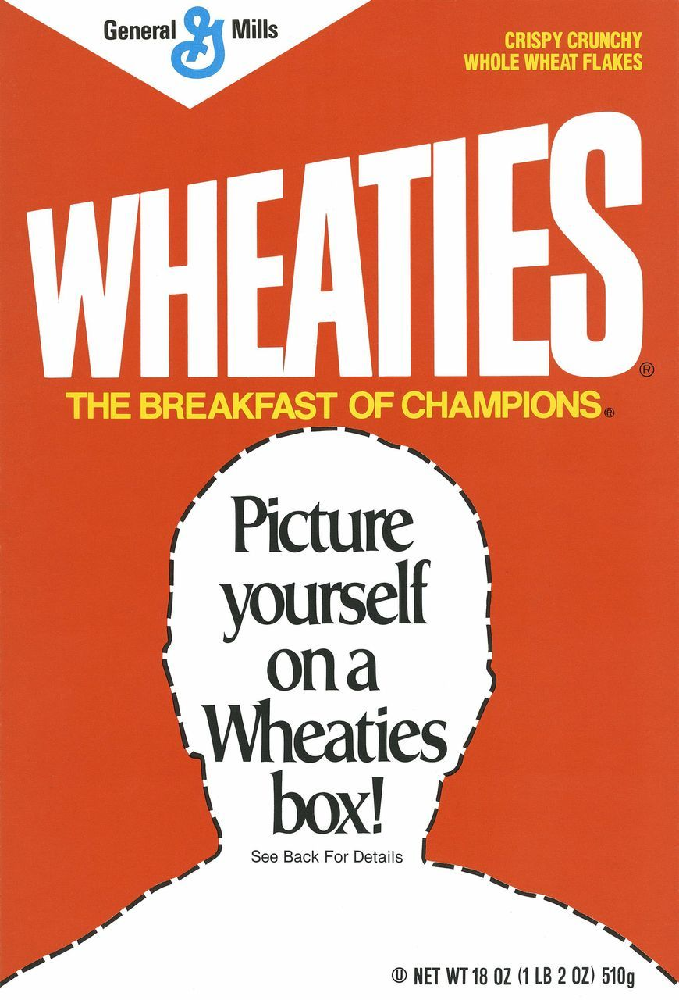 General Mills
CRISPY CRUNCHY
WHOLE WHEAT FLAKES
WHEATIES®
THE BREAKFAST OF CHAMPIONS®
Picture
yourself
on a
Wheaties
box!
See Back For Details
Ⓤ NET WT 18 OZ (1 LB 2 OZ) 510g